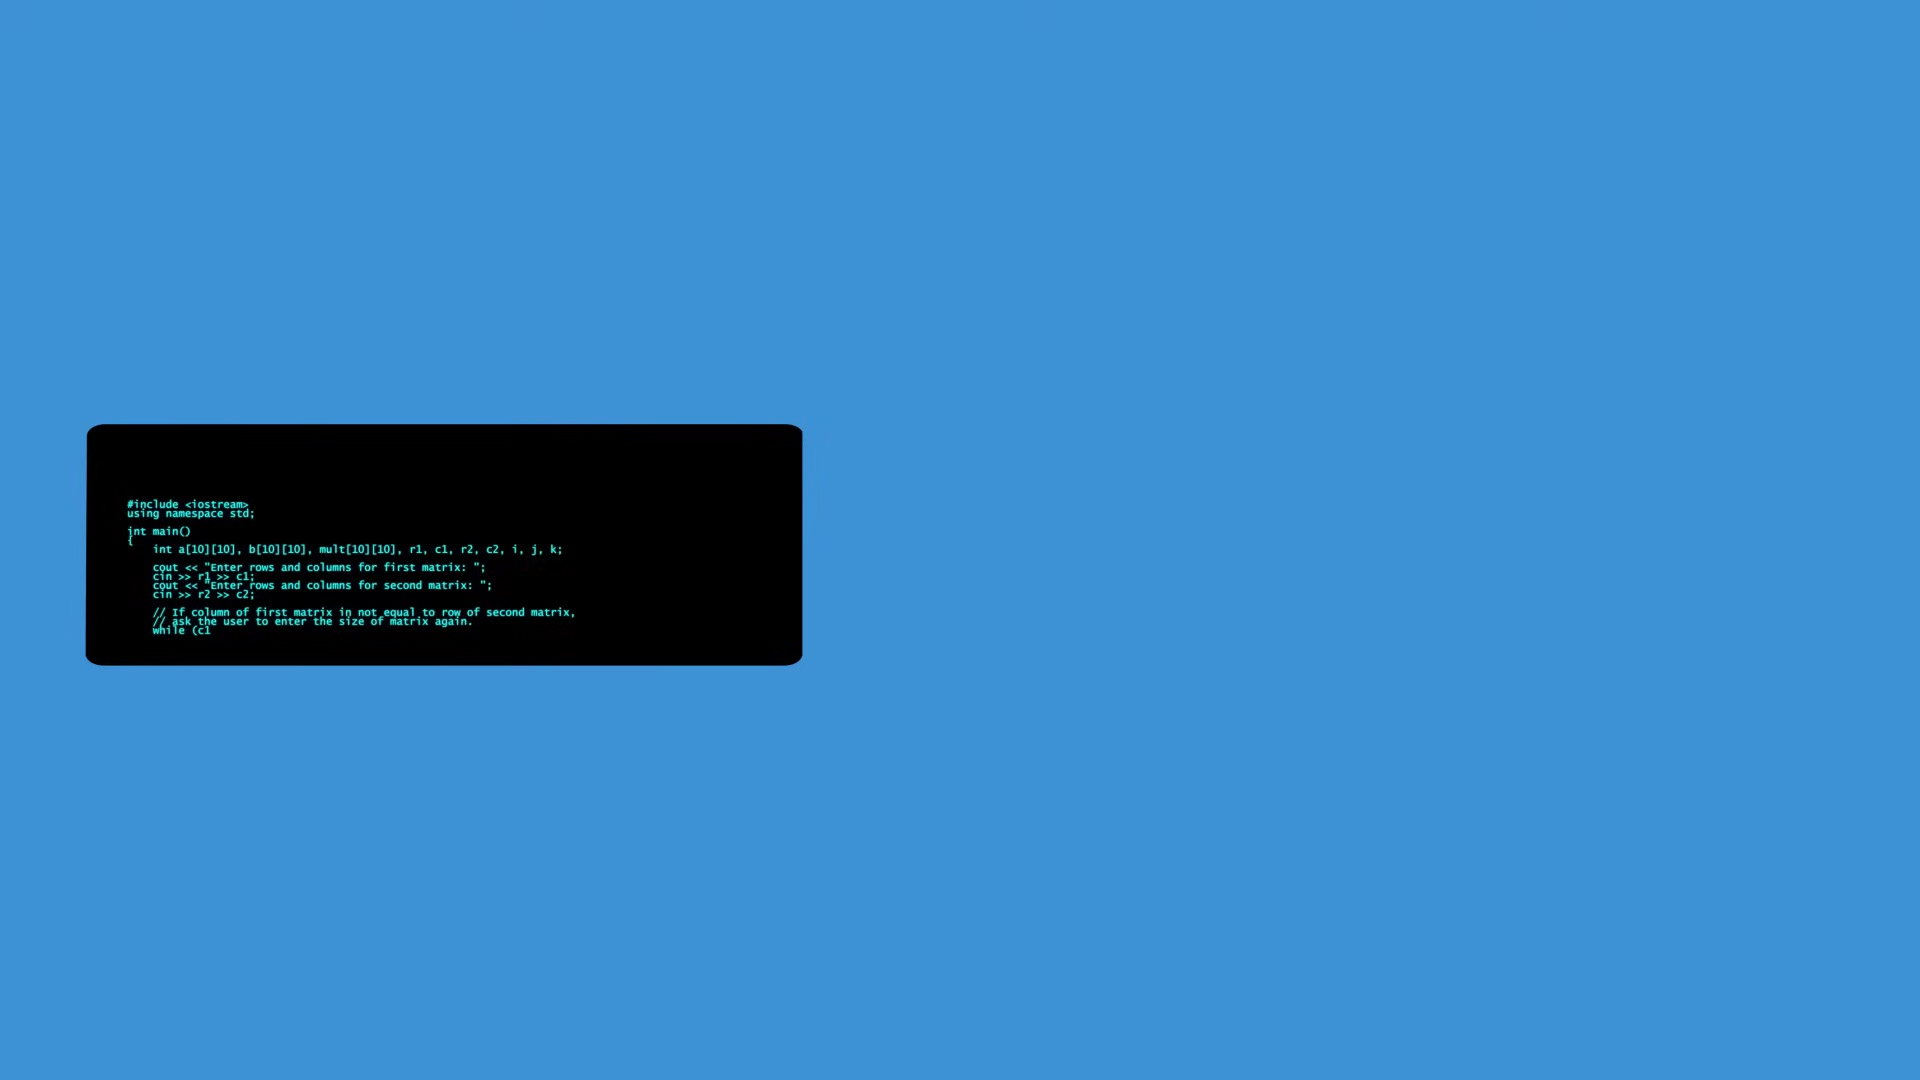 #include <iostream>
using namespace std;
int main()
{
int a[10][10], b[10][10], mult[10][10], r1, c1, r2, c2, i, j, k;
cout << "Enter rows and columns for first matrix: ";
cin >> r1 >> c1;
cout << "Enter rows and columns for second matrix: ";
cin >> r2 >> c2;
// If column of first matrix in not equal to row of second matrix,
// ask the user to enter the size of matrix again.
while (c1